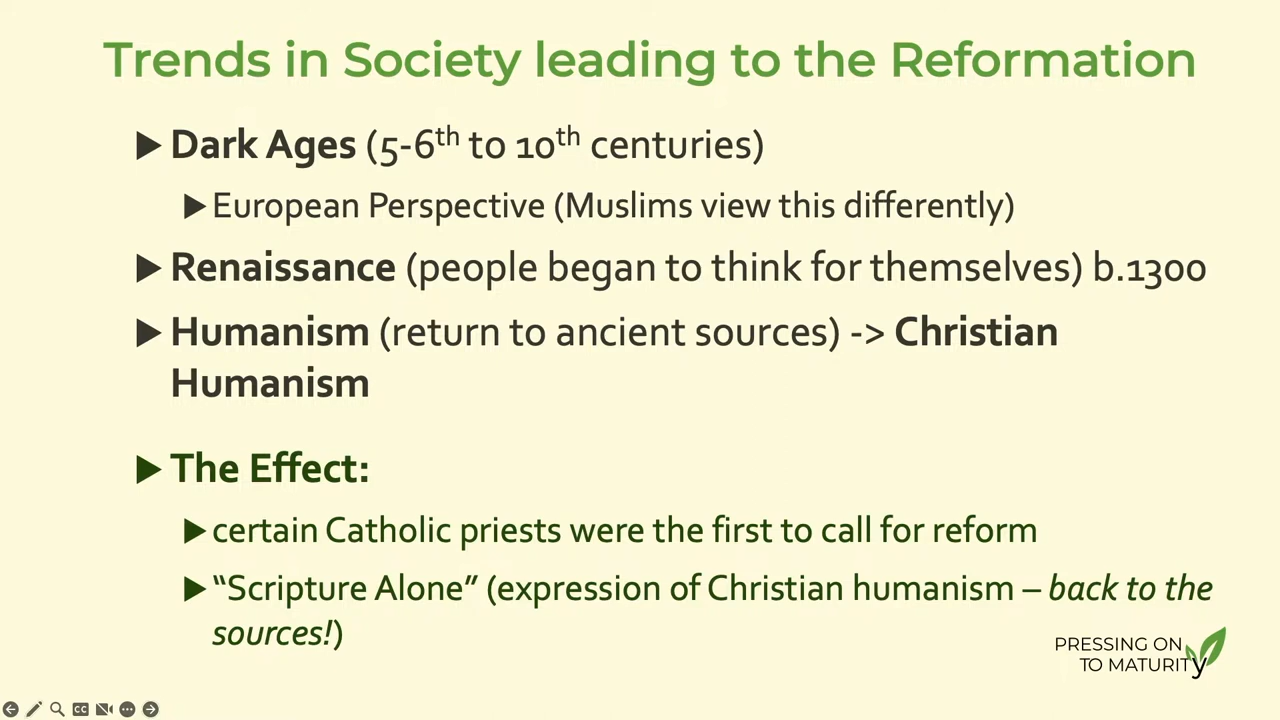 Trends in Society leading to the Reformation
▶ Dark Ages (5-6th to 10th centuries)
▶ European Perspective (Muslims view this differently)
▶ Renaissance (people began to think for themselves) b.1300
▶ Humanism (return to ancient sources) -> Christian
Humanism
▶ The Effect:
▶ certain Catholic priests were the first to call for reform
▶ “Scripture Alone” (expression of Christian humanism – back to the
sources!)
PRESSING ON
TO MATURITy
CC